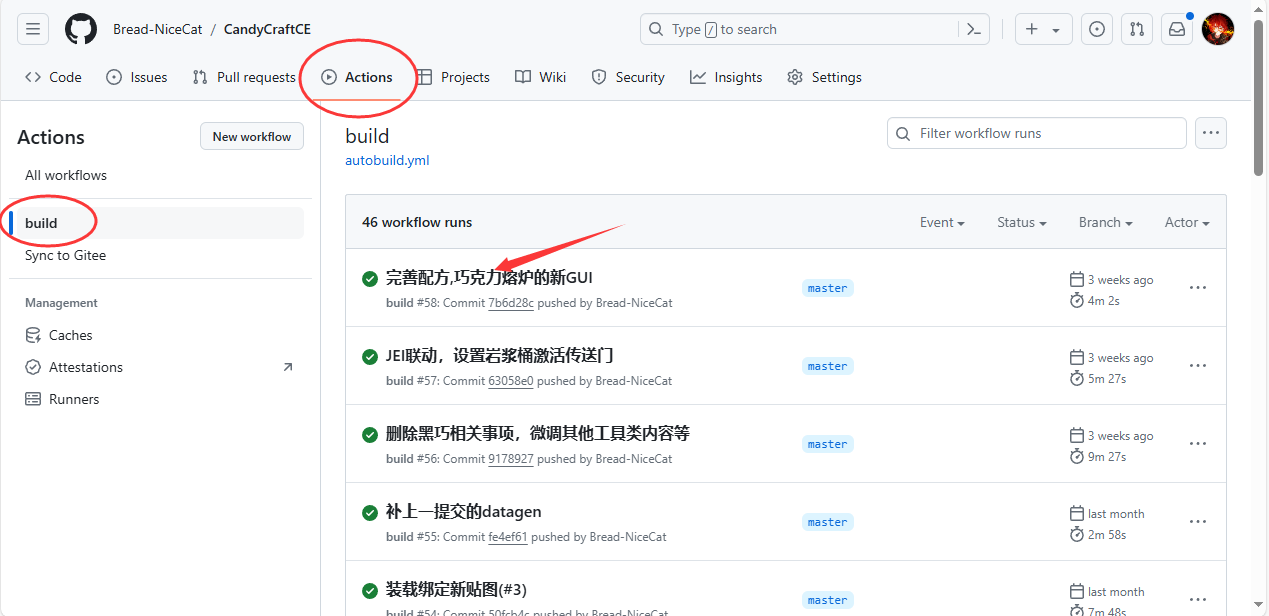 Bread-NiceCat / CandyCraftCE
Type / to search
Code
Issues
Pull requests
Actions
Projects
Wiki
Security
Insights
Settings
Actions
New workflow
All workflows
build
Sync to Gitee
Management
Caches
Attestations
Runners
build
autobuild.yml
Filter workflow runs
46 workflow runs
Event
Status
Branch
Actor
完善配方,巧克力熔炉的新GUI
build #58: Commit 7b6d28c pushed by Bread-NiceCat
master
3 weeks ago
4m 2s
JEI联动，设置岩浆桶激活传送门
build #57: Commit 63058e0 pushed by Bread-NiceCat
master
3 weeks ago
5m 27s
删除黑巧相关事项，微调其他工具类内容等
build #56: Commit 9178927 pushed by Bread-NiceCat
master
3 weeks ago
9m 27s
补上一提交的datagen
build #55: Commit fe4ef61 pushed by Bread-NiceCat
master
last month
2m 58s
装载绑定新贴图(#3)
build #54: Commit 50fcb4c pushed by Bread-NiceCat
master
last month
7m 48s